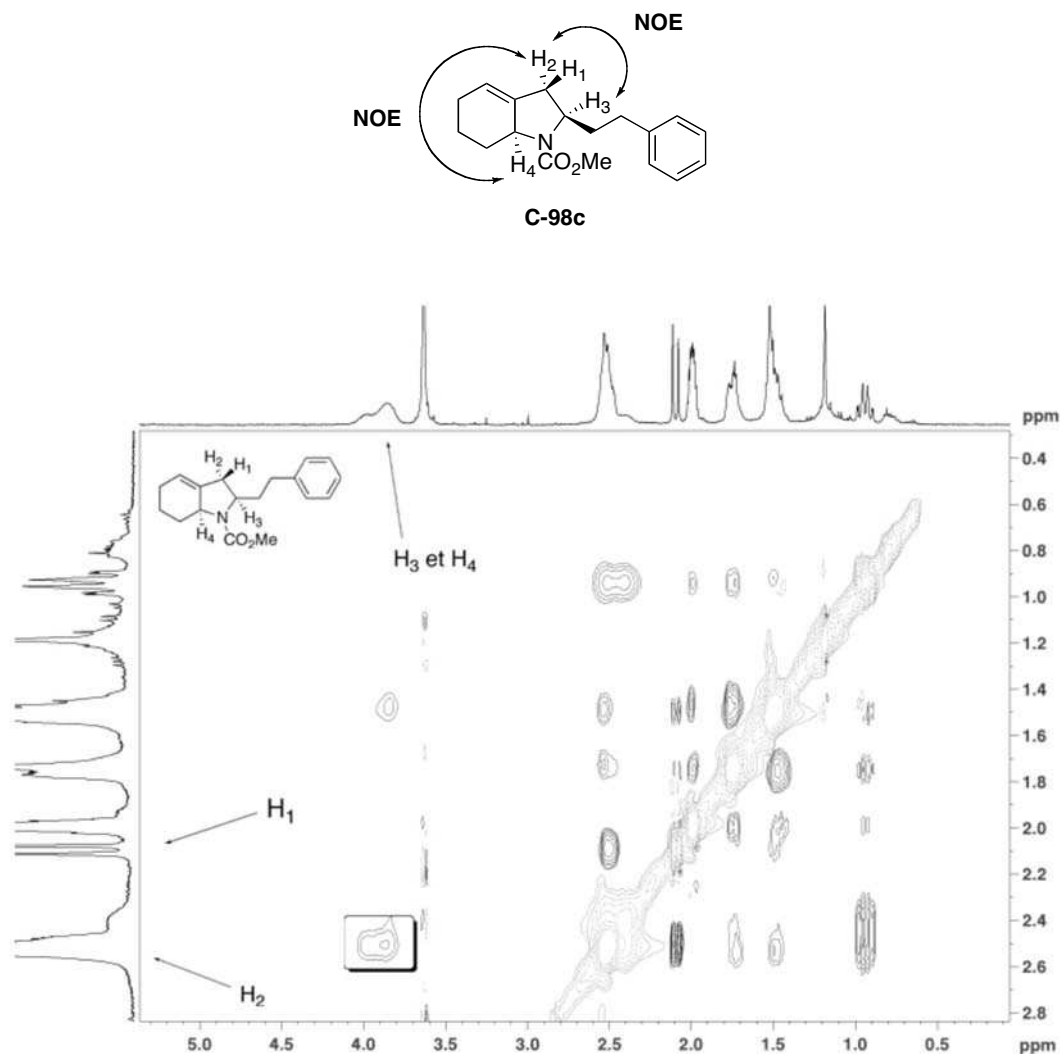 NOE
H2
H1
NOE
H3
N
H4
CO2Me
C-98c
ppm
H2 H1
N
H3
H4
CO2Me
H3 et H4
H1
H2
0.4
0.6
0.8
1.0
1.2
1.4
1.6
1.8
2.0
2.2
2.4
2.6
2.8
5.0 4.5 4.0 3.5 3.0 2.5 2.0 1.5 1.0 0.5 ppm